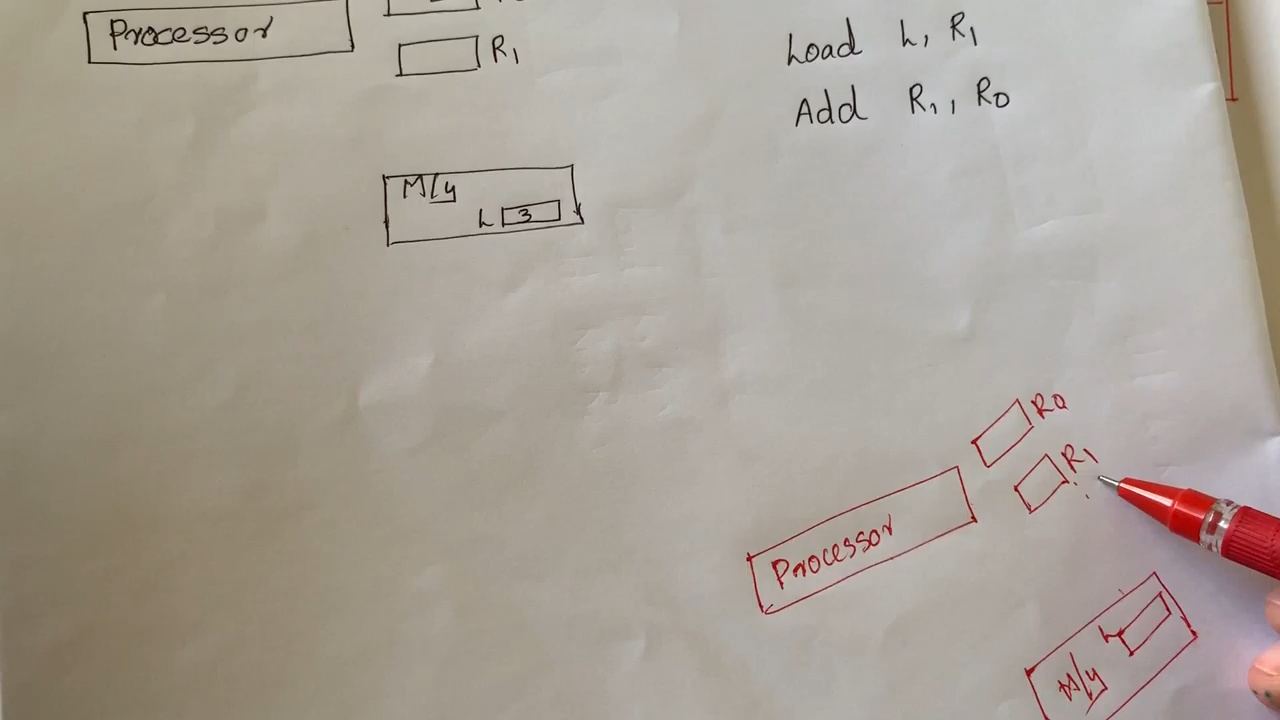 Processor
R1
Load L, R1
Add R1, R0
M/y
L 3
R0
R1
Processor
L
M/y